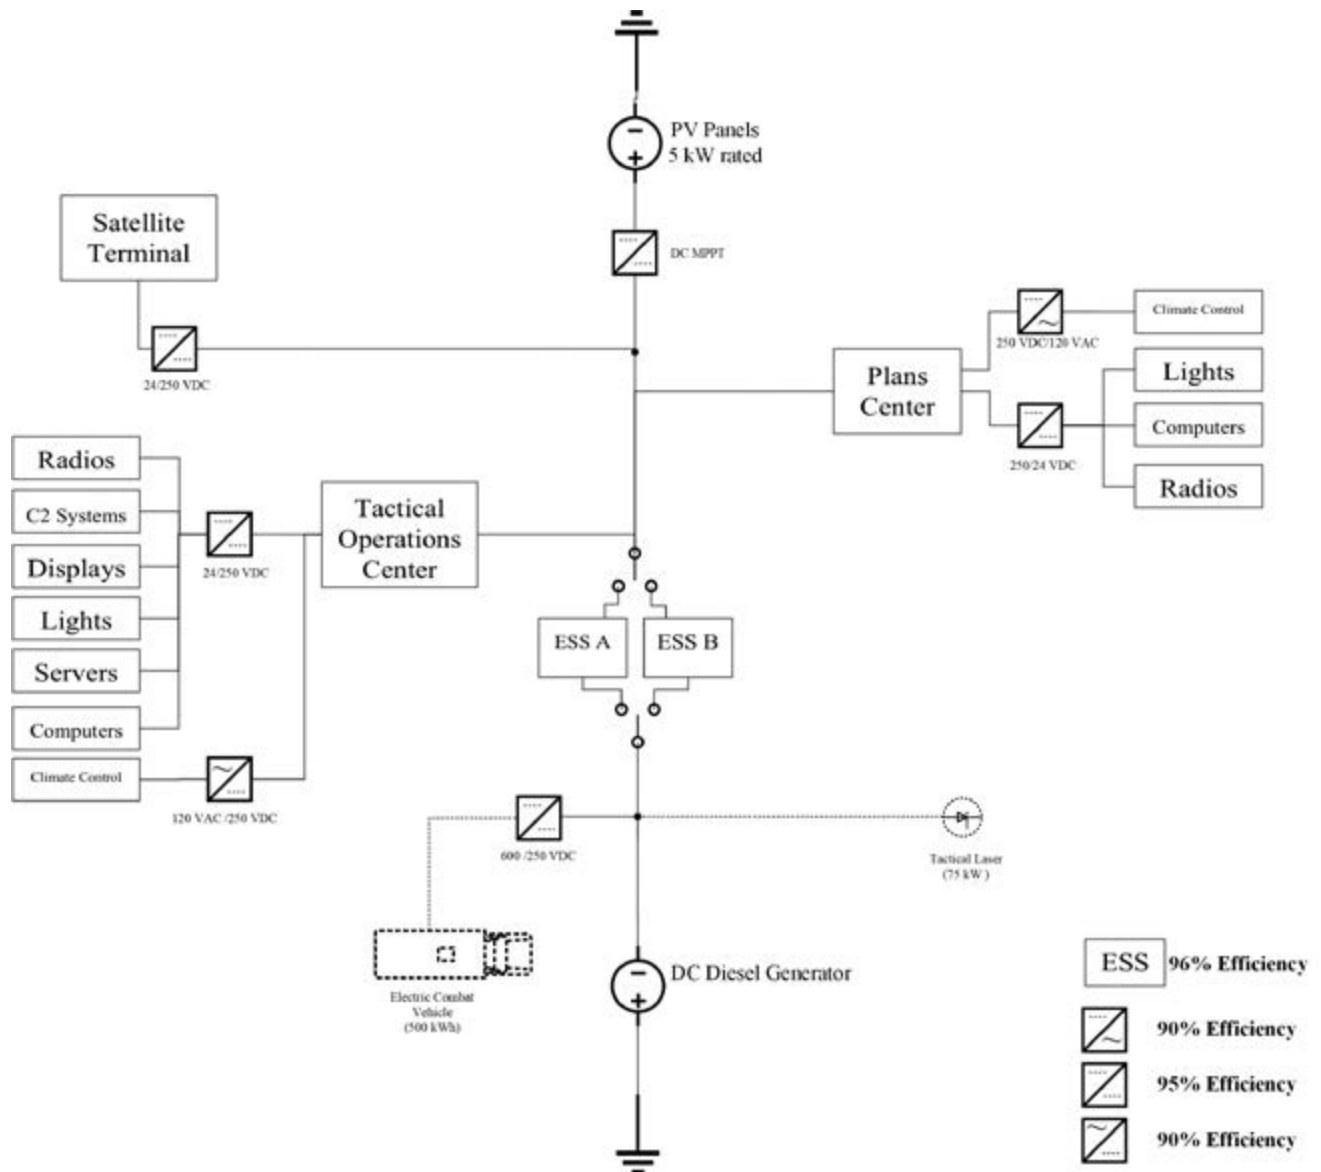 PV Panels
5 kW rated
DC MPPT
Satellite
Terminal
24/250 VDC
Plans
Center
250 VDC/120 VAC
Climate Control
Lights
250/24 VDC
Computers
Radios
Radios
C2 Systems
Displays
Lights
Servers
Computers
Climate Control
24/250 VDC
120 VAC /250 VDC
Tactical
Operations
Center
ESS A
ESS B
600 /250 VDC
Tactical Laser
(75 kW )
Electric Combat
Vehicle
(500 kWh)
DC Diesel Generator
ESS 96% Efficiency
90% Efficiency
95% Efficiency
90% Efficiency